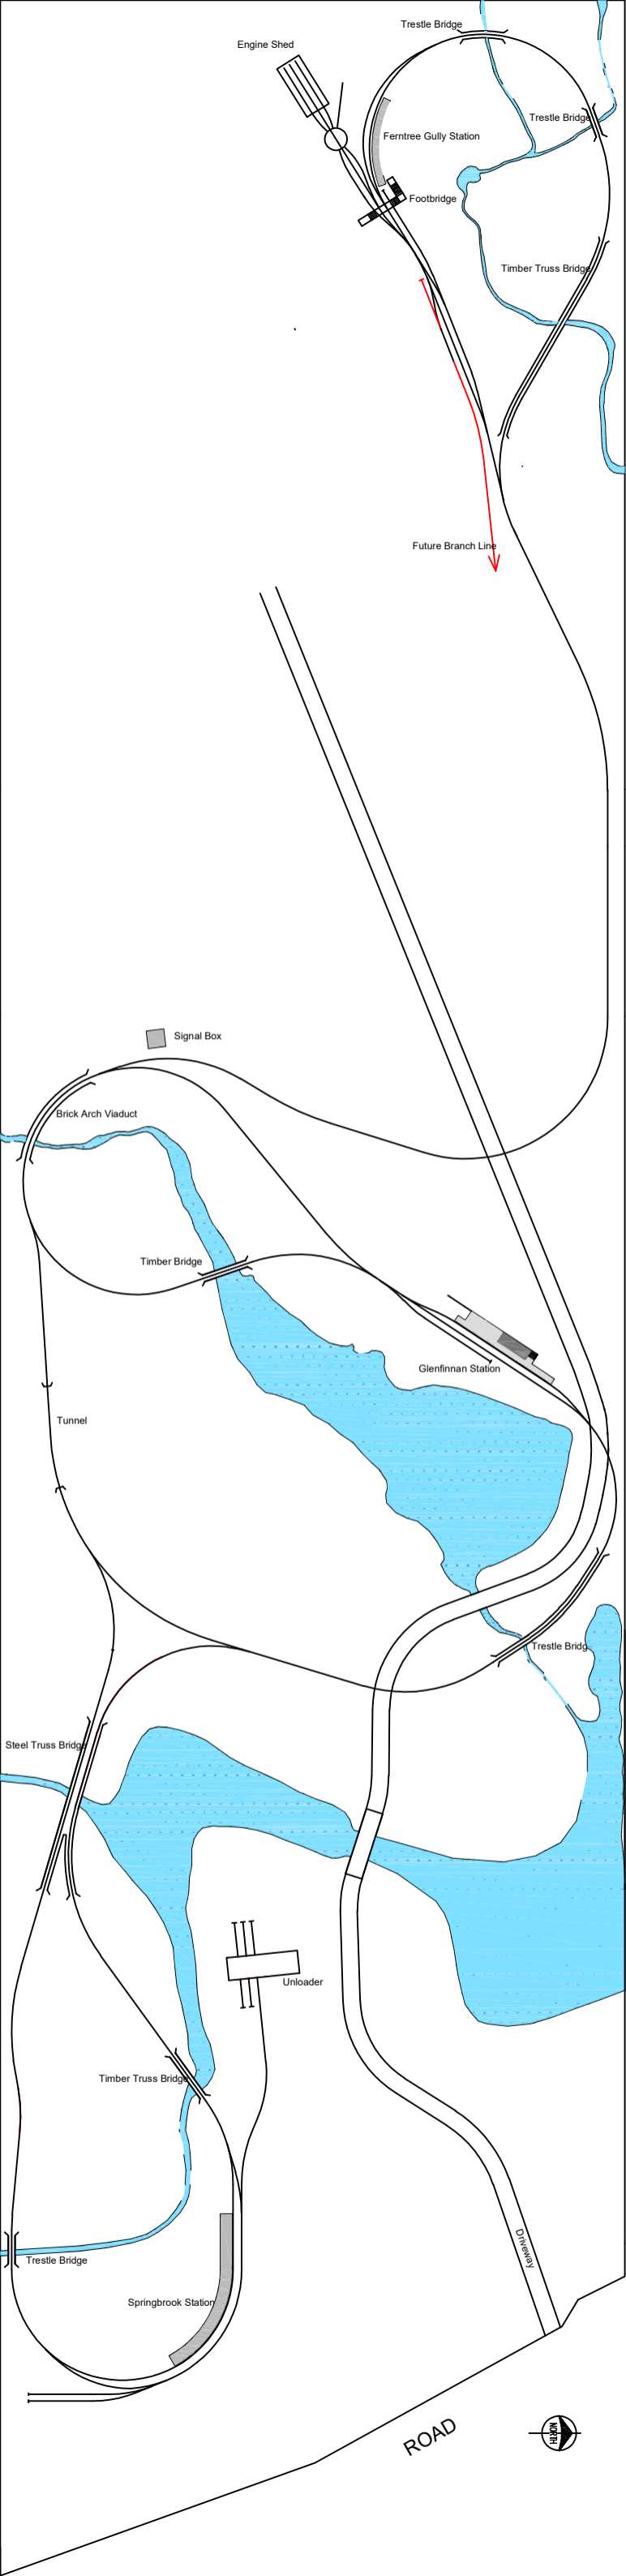 Trestle Bridge
Engine Shed
Trestle Bridge
Ferntree Gully Station
Footbridge
Timber Truss Bridge
Future Branch Line
Signal Box
Brick Arch Viaduct
Timber Bridge
Glenfinnan Station
Tunnel
Trestle Bridg
Steel Truss Bridge
Unloader
Timber Truss Bridge
Driveway
Trestle Bridge
Springbrook Station
ROAD
NORTH